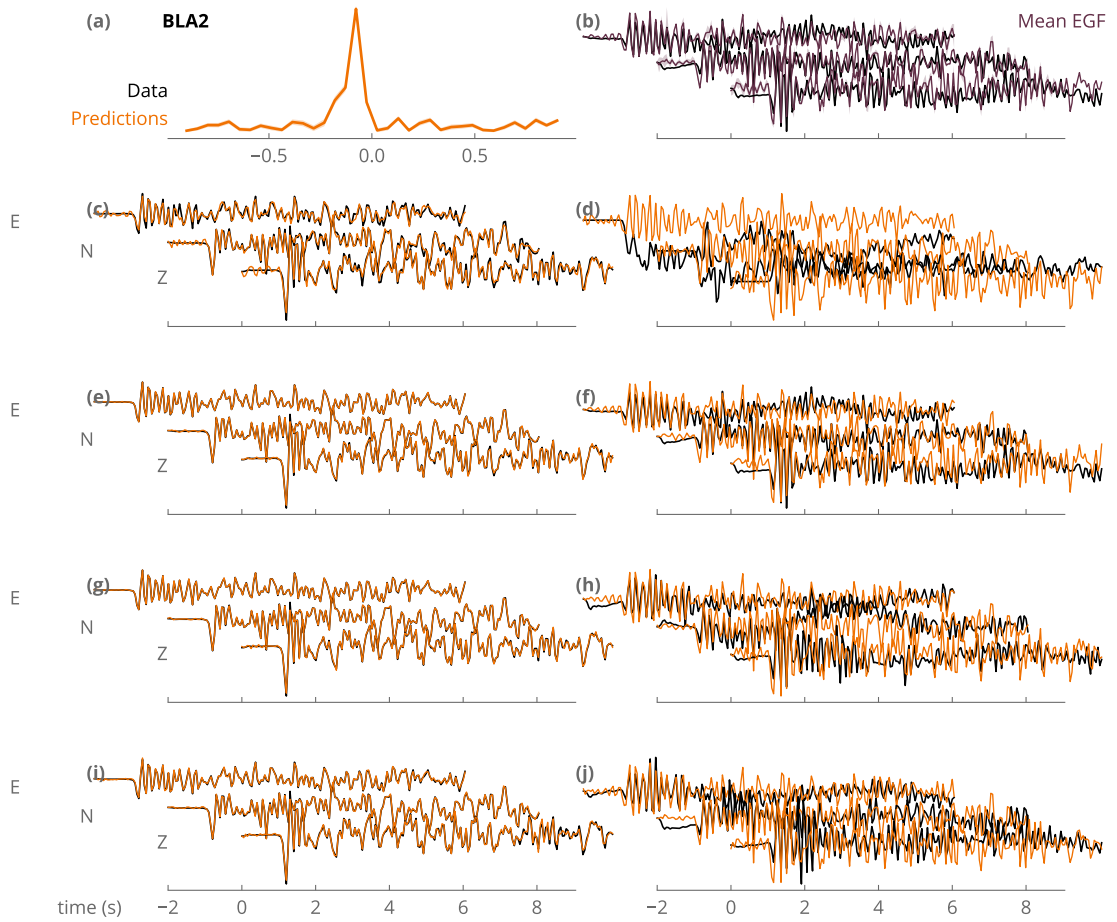 (a) BLA2 (b) Mean EGF
Data
Predictions
−0.5 0.0 0.5
E (c) (d)
N
Z
E (e) (f)
N
Z
E (g) (h)
N
Z
E (i) (j)
N
Z
time (s) −2 0 2 4 6 8 −2 0 2 4 6 8